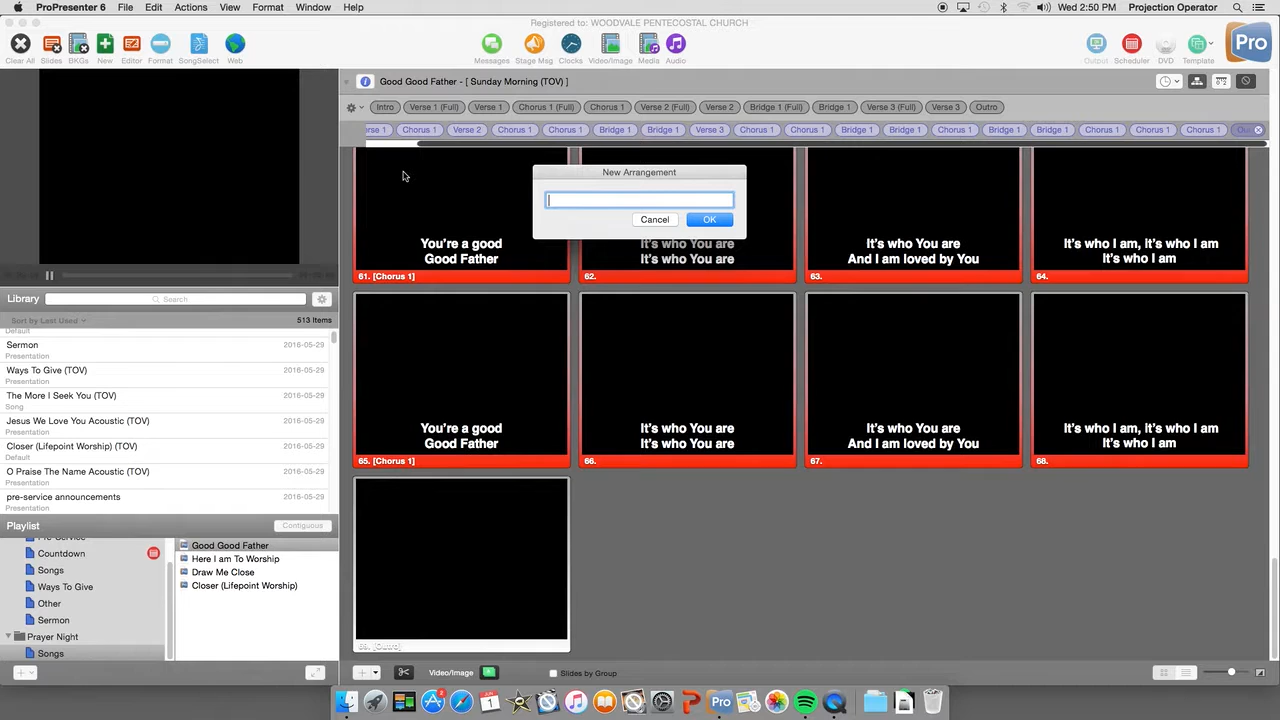 ProPresenter 6 File Edit Actions View Format Window Help
Wed 2:50 PM Projection Operator
Registered to: WOODVALE PENTECOSTAL CHURCH
Clear All Slides BKGs New Editor Format SongSelect Web
Messages Stage Msg Clocks Video/Image Media Audio
Output Scheduler DVD Template
Pro
Good Good Father - [ Sunday Morning (TOV) ]
Intro Verse 1 (Full) Verse 1 Chorus 1 (Full) Chorus 1 Verse 2 (Full) Verse 2 Bridge 1 (Full) Bridge 1 Verse 3 (Full) Verse 3 Outro
rse 1 Chorus 1 Verse 2 Chorus 1 Chorus 1 Bridge 1 Bridge 1 Verse 3 Chorus 1 Chorus 1 Bridge 1 Bridge 1 Chorus 1 Bridge 1 Bridge 1 Chorus 1 Chorus 1 Chorus 1 Ou
New Arrangement
Cancel OK
You're a good
Good Father
61. [Chorus 1]
It's who You are
It's who You are
62.
It's who You are
And I am loved by You
63.
It's who I am, it's who I am
It's who I am
64.
You're a good
Good Father
65. [Chorus 1]
It's who You are
It's who You are
66.
It's who You are
And I am loved by You
67.
It's who I am, it's who I am
It's who I am
68.
69. [Outro]
Library Search
Sort by Last Used 513 Items
Default
Sermon 2016-05-29
Presentation
Ways To Give (TOV) 2016-05-29
Presentation
The More I Seek You (TOV) 2016-05-29
Song
Jesus We Love You Acoustic (TOV) 2016-05-29
Presentation
Closer (Lifepoint Worship) (TOV) 2016-05-29
Default
O Praise The Name Acoustic (TOV) 2016-05-29
Presentation
pre-service announcements 2016-05-29
Presentation
Playlist Contiguous
Pre-Service
Countdown
Songs
Ways To Give
Other
Sermon
Prayer Night
Songs
Good Good Father
Here I am To Worship
Draw Me Close
Closer (Lifepoint Worship)
Video/Image Slides by Group
Pro